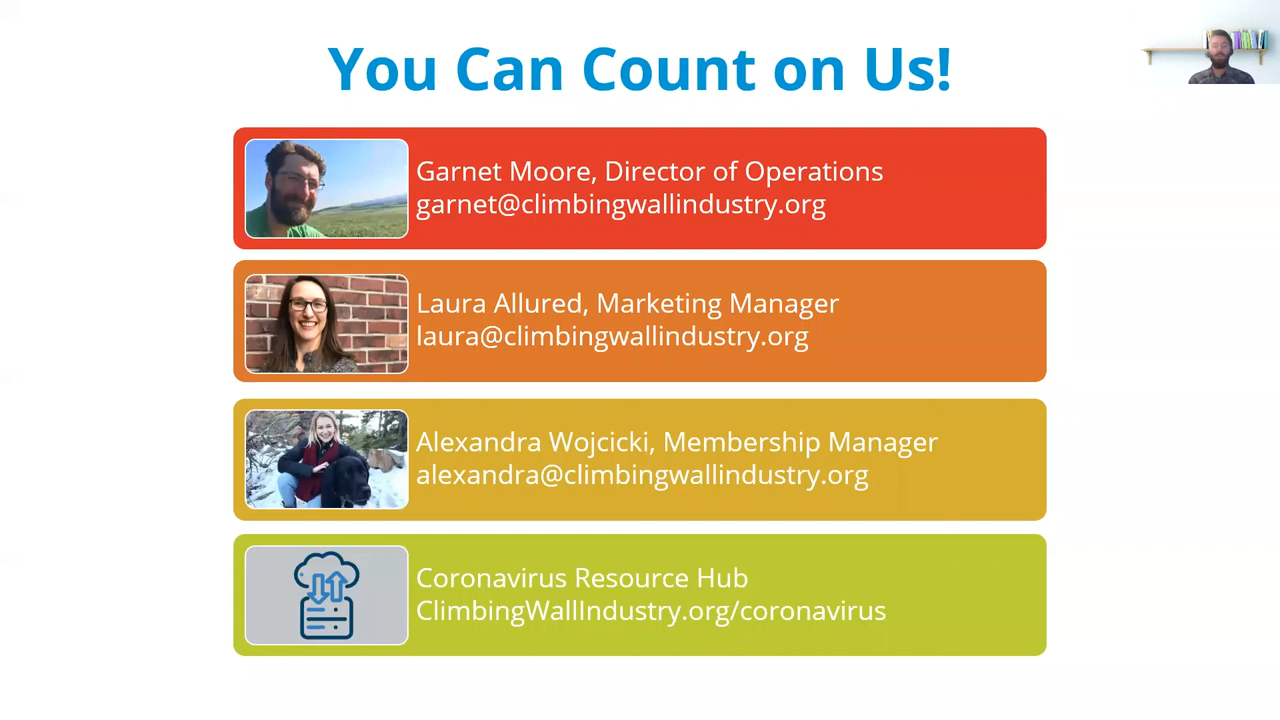 You Can Count on Us!
Garnet Moore, Director of Operations
garnet@climbingwallindustry.org
Laura Allured, Marketing Manager
laura@climbingwallindustry.org
Alexandra Wojcicki, Membership Manager
alexandra@climbingwallindustry.org
Coronavirus Resource Hub
ClimbingWallIndustry.org/coronavirus